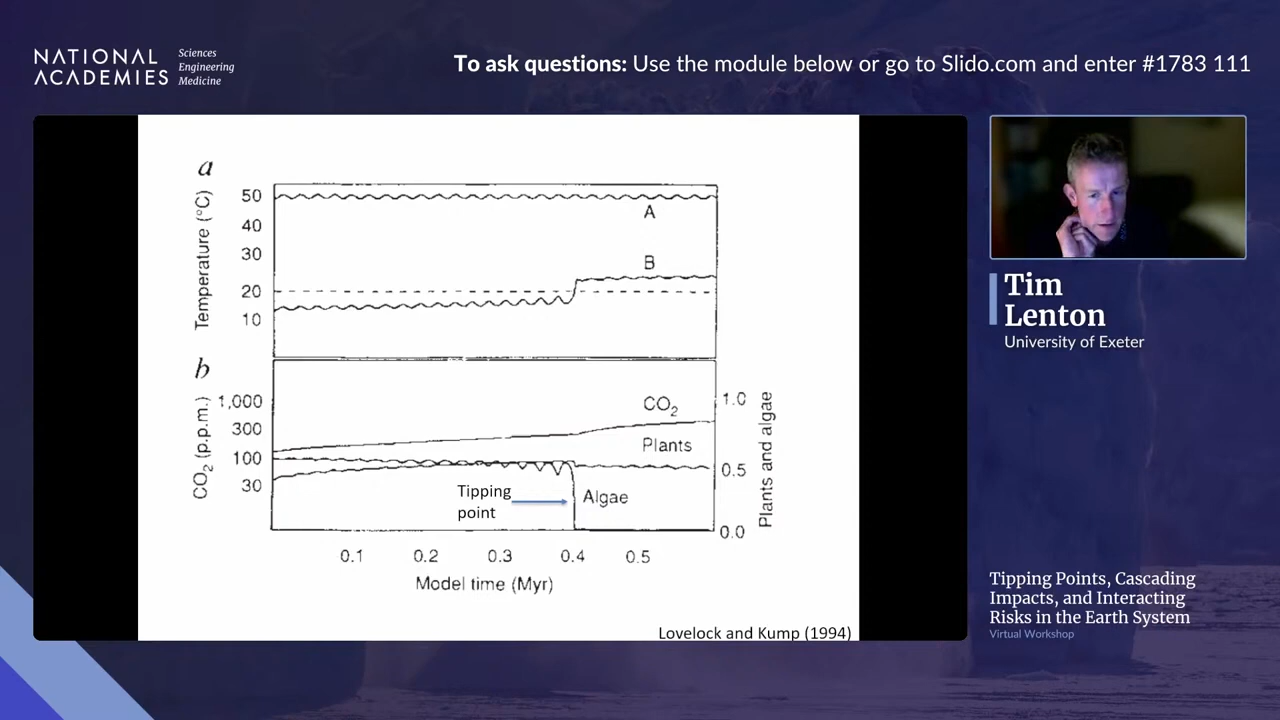 NATIONAL
ACADEMIES
Sciences
Engineering
Medicine
To ask questions: Use the module below or go to Slido.com and enter #1783 111
a
Temperature (°C)
50
40
30
20
10
A
B
b
CO₂ (p.p.m.)
1,000
300
100
30
CO₂
Plants
Algae
Tipping
point
1.0
0.5
0.0
Plants and algae
0.1 0.2 0.3 0.4 0.5
Model time (Myr)
Lovelock and Kump (1994)
Tim
Lenton
University of Exeter
Tipping Points, Cascading
Impacts, and Interacting
Risks in the Earth System
Virtual Workshop